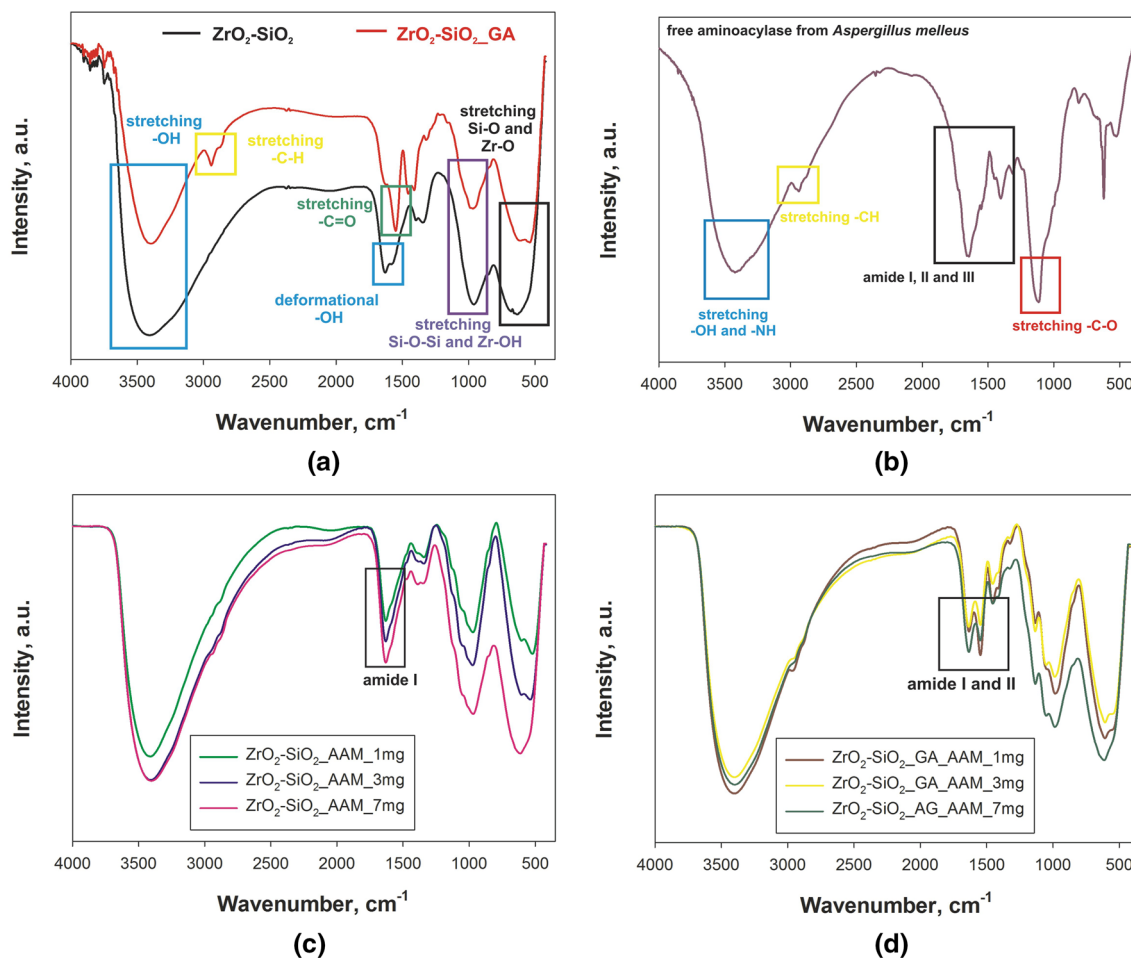 ZrO₂-SiO₂
ZrO₂-SiO₂_GA
stretching
-OH
stretching
-C-H
stretching
Si-O and
Zr-O
stretching
-C=O
deformational
-OH
stretching
Si-O-Si and Zr-OH
Intensity, a.u.
4000 3500 3000 2500 2000 1500 1000 500
Wavenumber, cm⁻¹
(a)
free aminoacylase from Aspergillus melleus
stretching -CH
amide I, II and III
stretching
-OH and -NH
stretching -C-O
Intensity, a.u.
4000 3500 3000 2500 2000 1500 1000 500
Wavenumber, cm⁻¹
(b)
amide I
ZrO₂-SiO₂_AAM_1mg
ZrO₂-SiO₂_AAM_3mg
ZrO₂-SiO₂_AAM_7mg
Intensity, a.u.
4000 3500 3000 2500 2000 1500 1000 500
Wavenumber, cm⁻¹
(c)
amide I and II
ZrO₂-SiO₂_GA_AAM_1mg
ZrO₂-SiO₂_GA_AAM_3mg
ZrO₂-SiO₂_AG_AAM_7mg
Intensity, a.u.
4000 3500 3000 2500 2000 1500 1000 500
Wavenumber, cm⁻¹
(d)